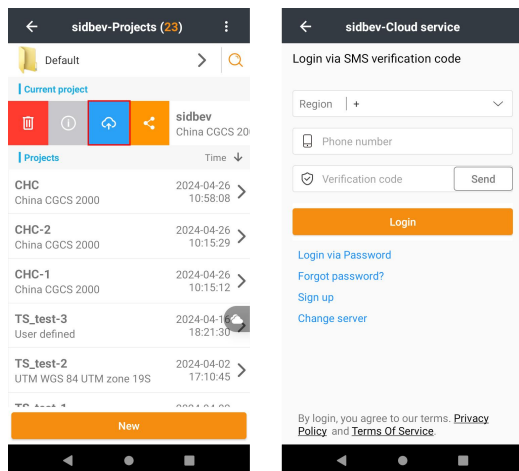 sidbev-Projects (23)
Default
Current project
sidbev
China CGCS 20
Projects
Time
CHC
China CGCS 2000
2024-04-26
10:58:08
CHC-2
China CGCS 2000
2024-04-26
10:15:29
CHC-1
China CGCS 2000
2024-04-26
10:15:12
TS_test-3
User defined
2024-04-16
18:21:30
TS_test-2
UTM WGS 84 UTM zone 19S
2024-04-02
17:10:45
New
sidbev-Cloud service
Login via SMS verification code
Region | +
Phone number
Verification code
Send
Login
Login via Password
Forgot password?
Sign up
Change server
By login, you agree to our terms. Privacy
Policy and Terms Of Service.